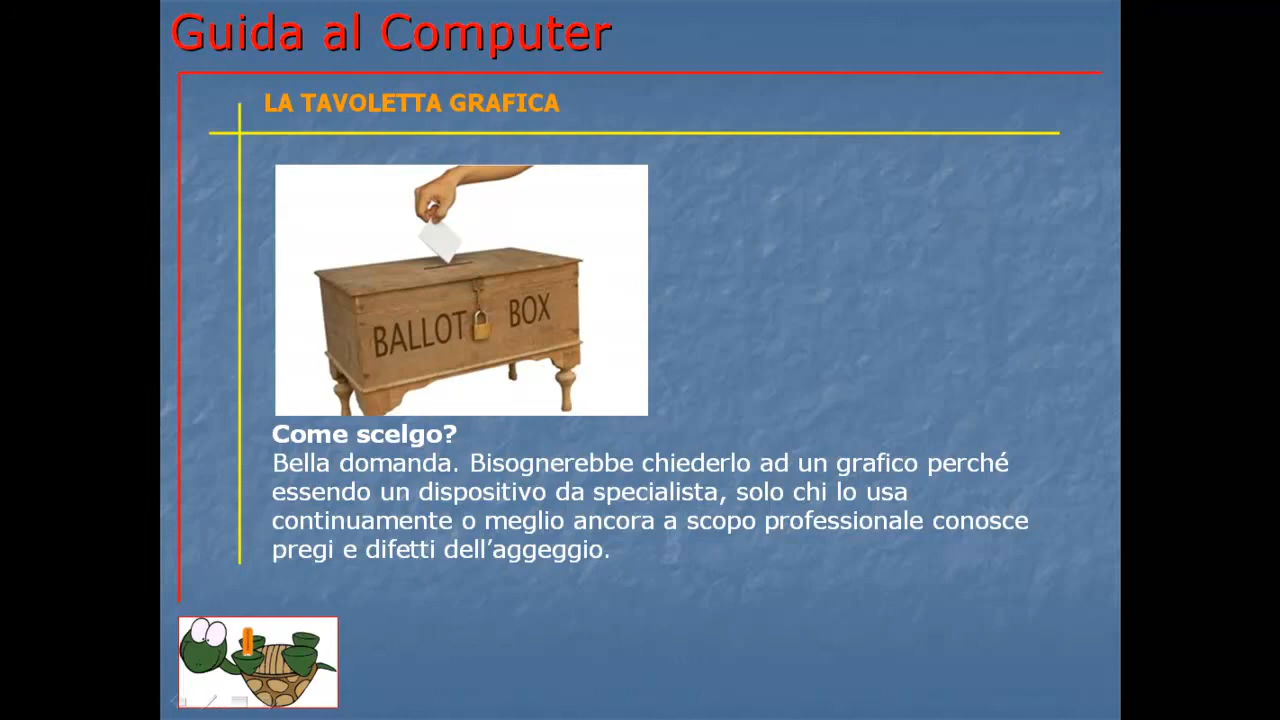 Guida al Computer
LA TAVOLETTA GRAFICA
BALLOT BOX
Come scelgo?
Bella domanda. Bisognerebbe chiederlo ad un grafico perché
essendo un dispositivo da specialista, solo chi lo usa
continuamente o meglio ancora a scopo professionale conosce
pregi e difetti dell’aggeggio.